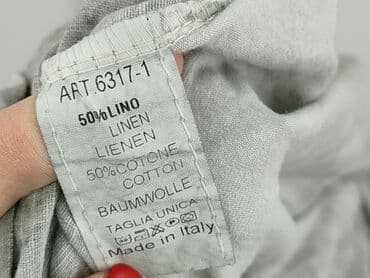 ART.6317-1
50%LINO
LINEN
LIENEN
50%COTONE
COTTON
BAUMWOLLE
TAGLIA UNICA
Made in Italy